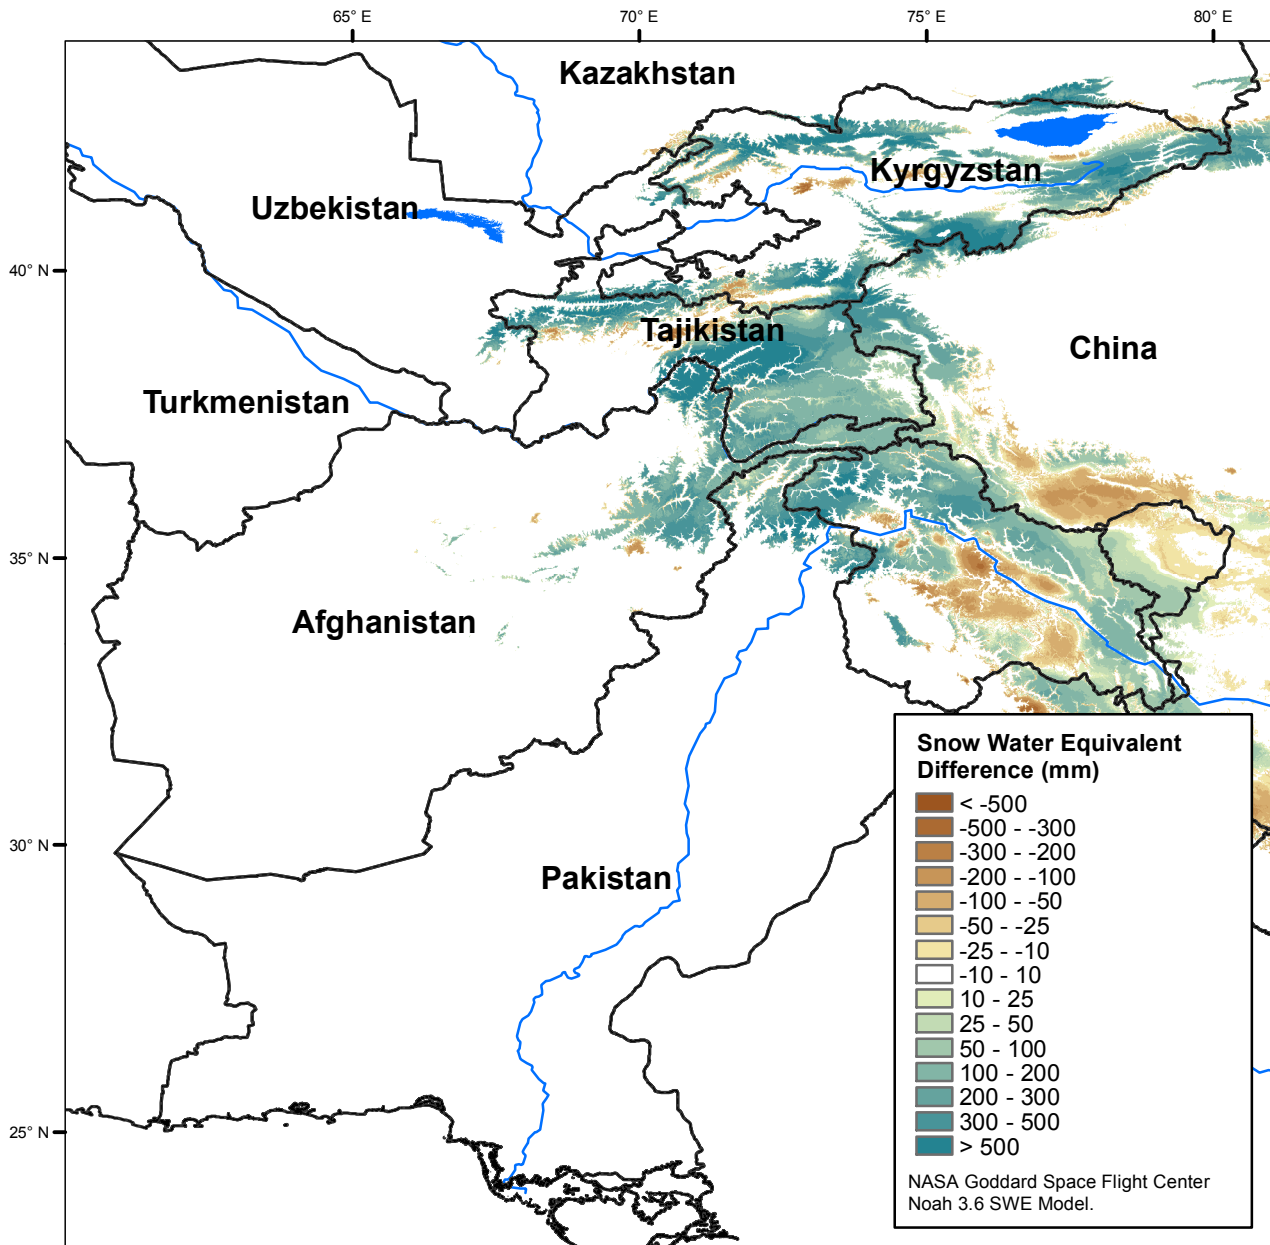 65° E
70° E
75° E
80° E
Kazakhstan
Kyrgyzstan
Uzbekistan
40° N
Tajikistan
China
Turkmenistan
35° N
Afghanistan
30° N
Pakistan
25° N
Snow Water Equivalent
Difference (mm)
< -500
-500 - -300
-300 - -200
-200 - -100
-100 - -50
-50 - -25
-25 - -10
-10 - 10
10 - 25
25 - 50
50 - 100
100 - 200
200 - 300
300 - 500
> 500
NASA Goddard Space Flight Center
Noah 3.6 SWE Model.